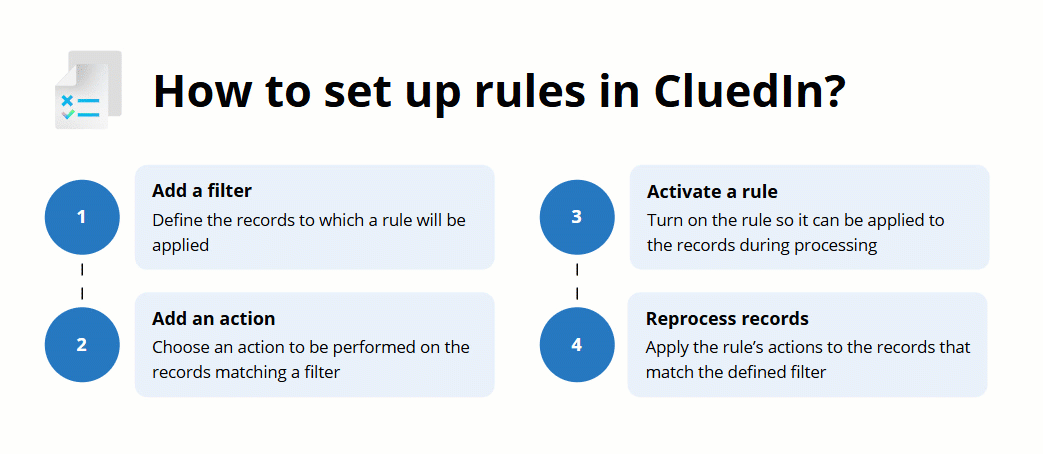 How to set up rules in CluedIn?
1
Add a filter
Define the records to which a rule will be
applied
2
Add an action
Choose an action to be performed on the
records matching a filter
3
Activate a rule
Turn on the rule so it can be applied to
the records during processing
4
Reprocess records
Apply the rule’s actions to the records that
match the defined filter